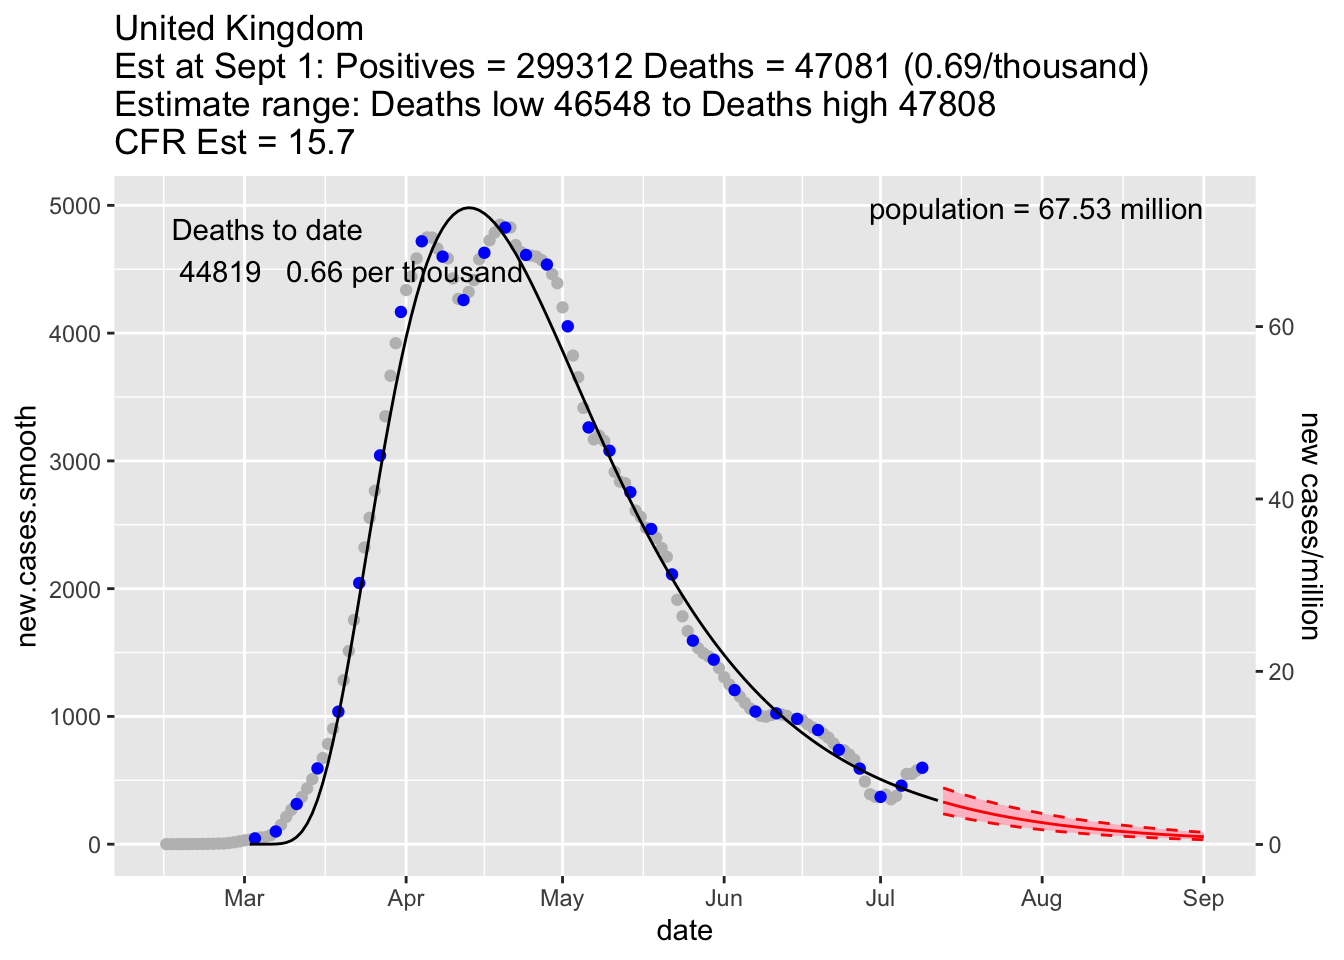 United Kingdom
Est at Sept 1: Positives = 299312 Deaths = 47081 (0.69/thousand)
Estimate range: Deaths low 46548 to Deaths high 47808
CFR Est = 15.7
5000
4000
3000
2000
1000
0
new.cases.smooth
Deaths to date
44819 0.66 per thousand
population = 67.53 million
60
40
20
0
new cases/million
Mar Apr May Jun Jul Aug Sep
date